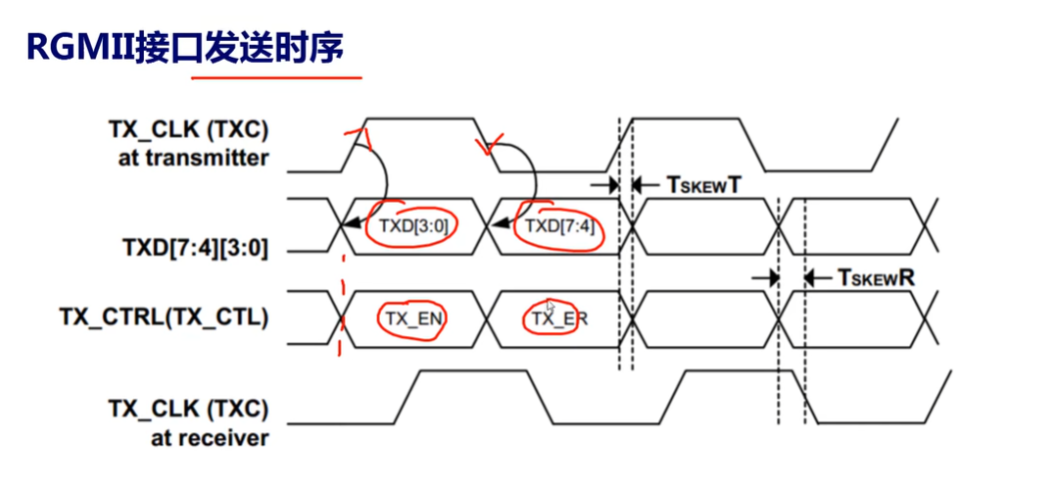 RGMII接口发送时序
TX_CLK (TXC)
at transmitter
TSKEWT
TXD[7:4][3:0]
TXD[3:0]
TXD[7:4]
TSKEWR
TX_CTRL(TX_CTL)
TX_EN
TX_ER
TX_CLK (TXC)
at receiver